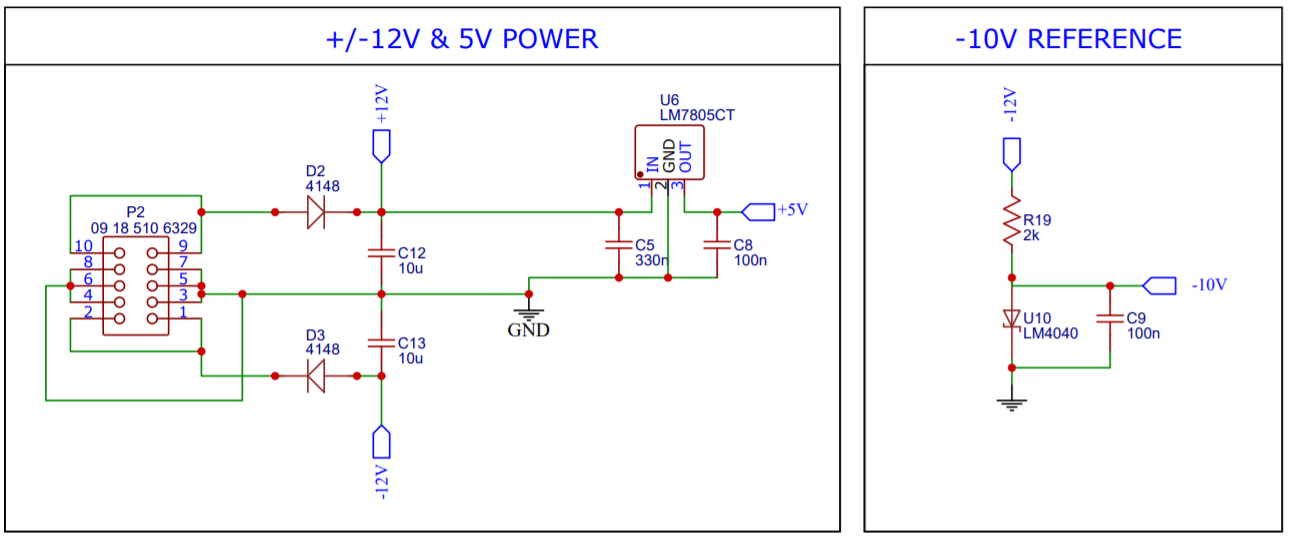 +/-12V & 5V POWER
-10V REFERENCE
+12V
U6
LM7805CT
IN
GND
OUT
1
2
3
D2
4148
P2
09 18 510 6329
10
9
8
7
6
5
4
3
2
1
C12
10u
C5
330n
C8
100n
+5V
GND
D3
4148
C13
10u
-12V
-12V
R19
2k
-10V
U10
LM4040
C9
100n